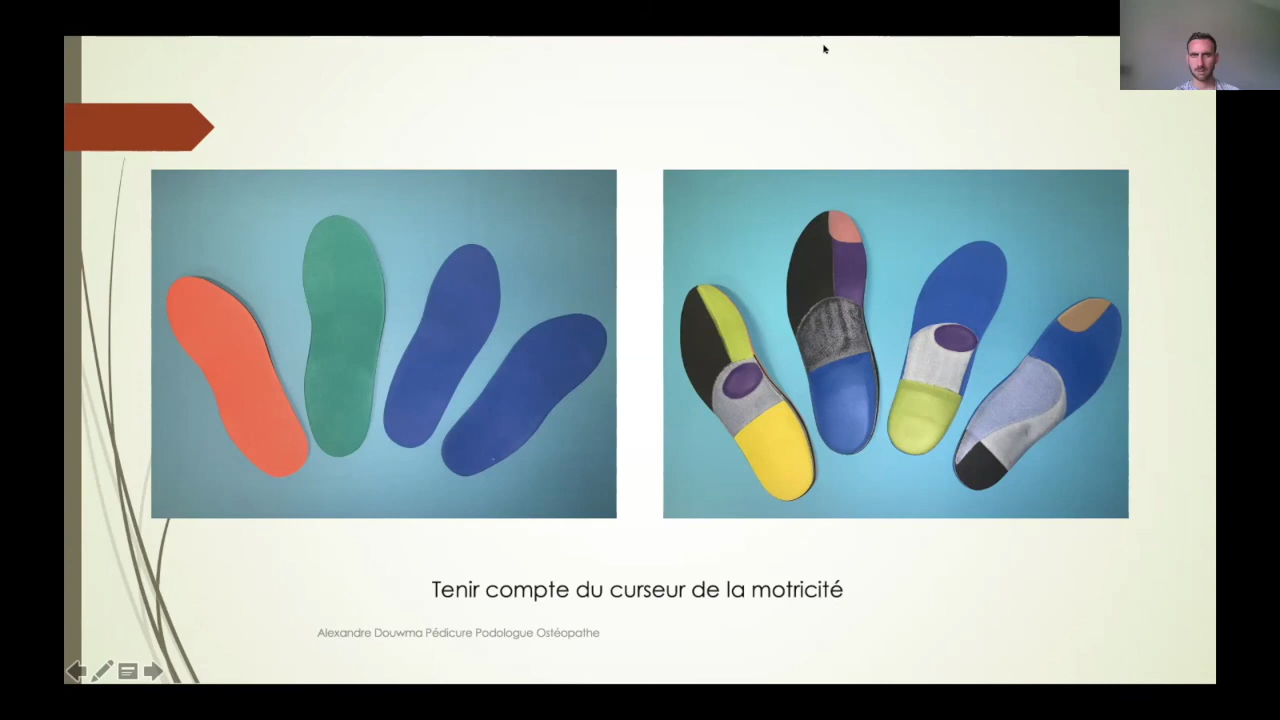 Tenir compte du curseur de la motricité
Alexandre Douwma Pédicure Podologue Ostéopathe